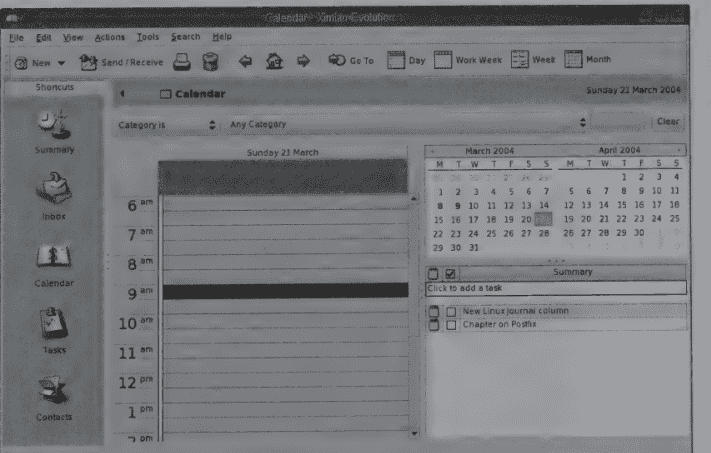 Calendar - Ximian Evolution
File Edit View Actions Tools Search Help
New Send / Receive Go To Day Work Week Week Month
Shortcuts
Calendar Sunday 21 March 2004
Category is Any Category Clear
Summary
Inbox
Calendar
Tasks
Contacts
Sunday 21 March
6 am
7 am
8 am
9 am
10 am
11 am
12 pm
1 pm
2 pm
March 2004 April 2004
M T W T F S S M T W T F S S
1 2 3 4
1 2 3 4 5 6 7 5 6 7 8 9 10 11
8 9 10 11 12 13 14 12 13 14 15 16 17 18
15 16 17 18 19 20 19 20 21 22 23 24 25
22 23 24 25 26 27 28 26 27 28 29 30
29 30 31
Summary
Click to add a task
New Linux Journal column
Chapter on Postfix